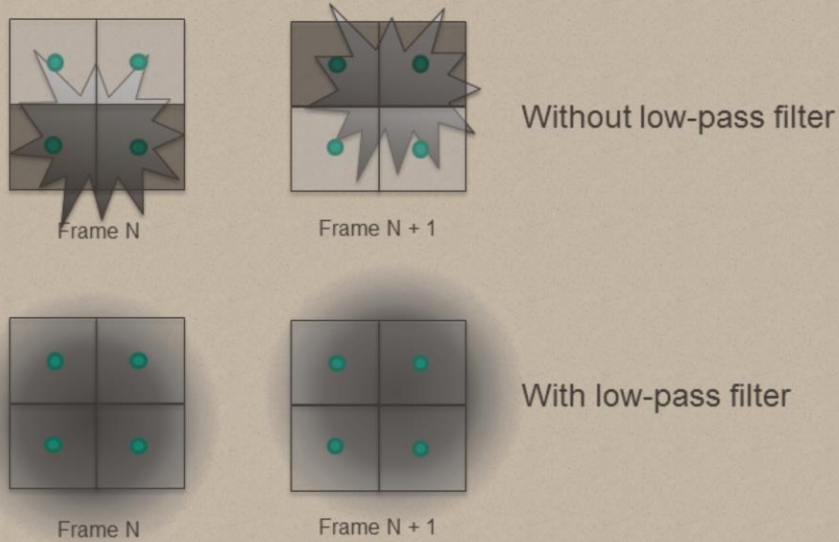 Without low-pass filter
Frame N
Frame N + 1
With low-pass filter
Frame N
Frame N + 1